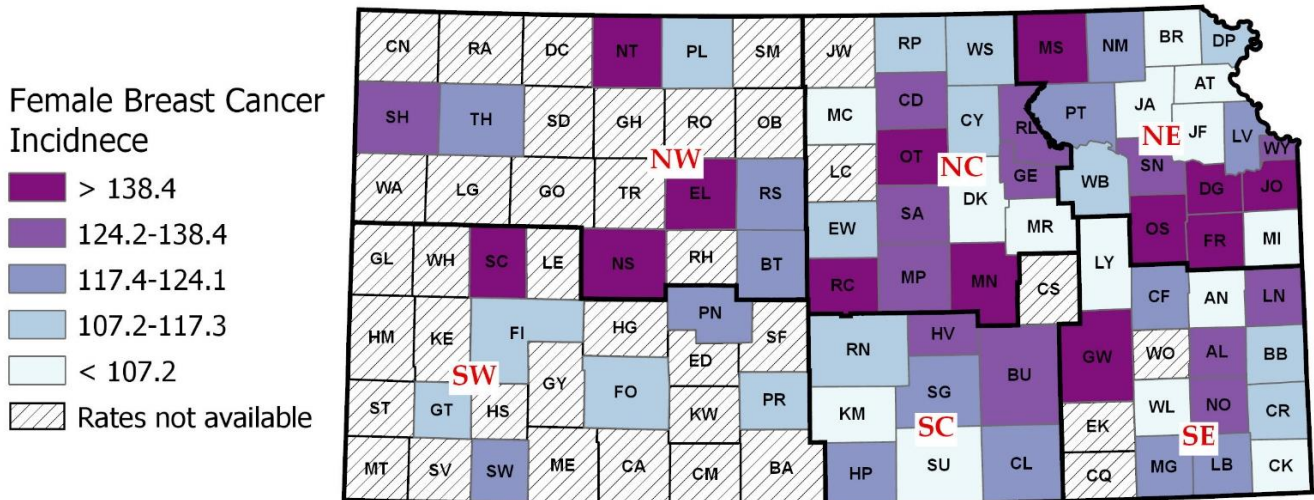 Female Breast Cancer
Incidnece
> 138.4
124.2-138.4
117.4-124.1
107.2-117.3
< 107.2
Rates not available
CN RA DC NT PL SM JW RP WS MS NM BR DP
SH TH SD GH RO OB MC CD CY RL PT JA AT
NW OT NC NE JF LV WY
WA LG GO TR EL RS LC DK GE WB SN DG JO
GL WH SC LE NS RH BT EW SA MR OS FR MI
RC MP MN CS LY
HM KE FI HG PN SF RN HV BU CF AN LN
SW GY ED GW WO AL BB
ST GT HS FO KW PR KM SG WL NO CR
SC EK SE
MT SV SW ME CA CM BA HP SU CL CQ MG LB CK